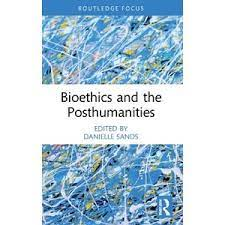 ROUTLEDGE FOCUS
Bioethics and the
Posthumanities
EDITED BY
DANIELLE SANDS
R